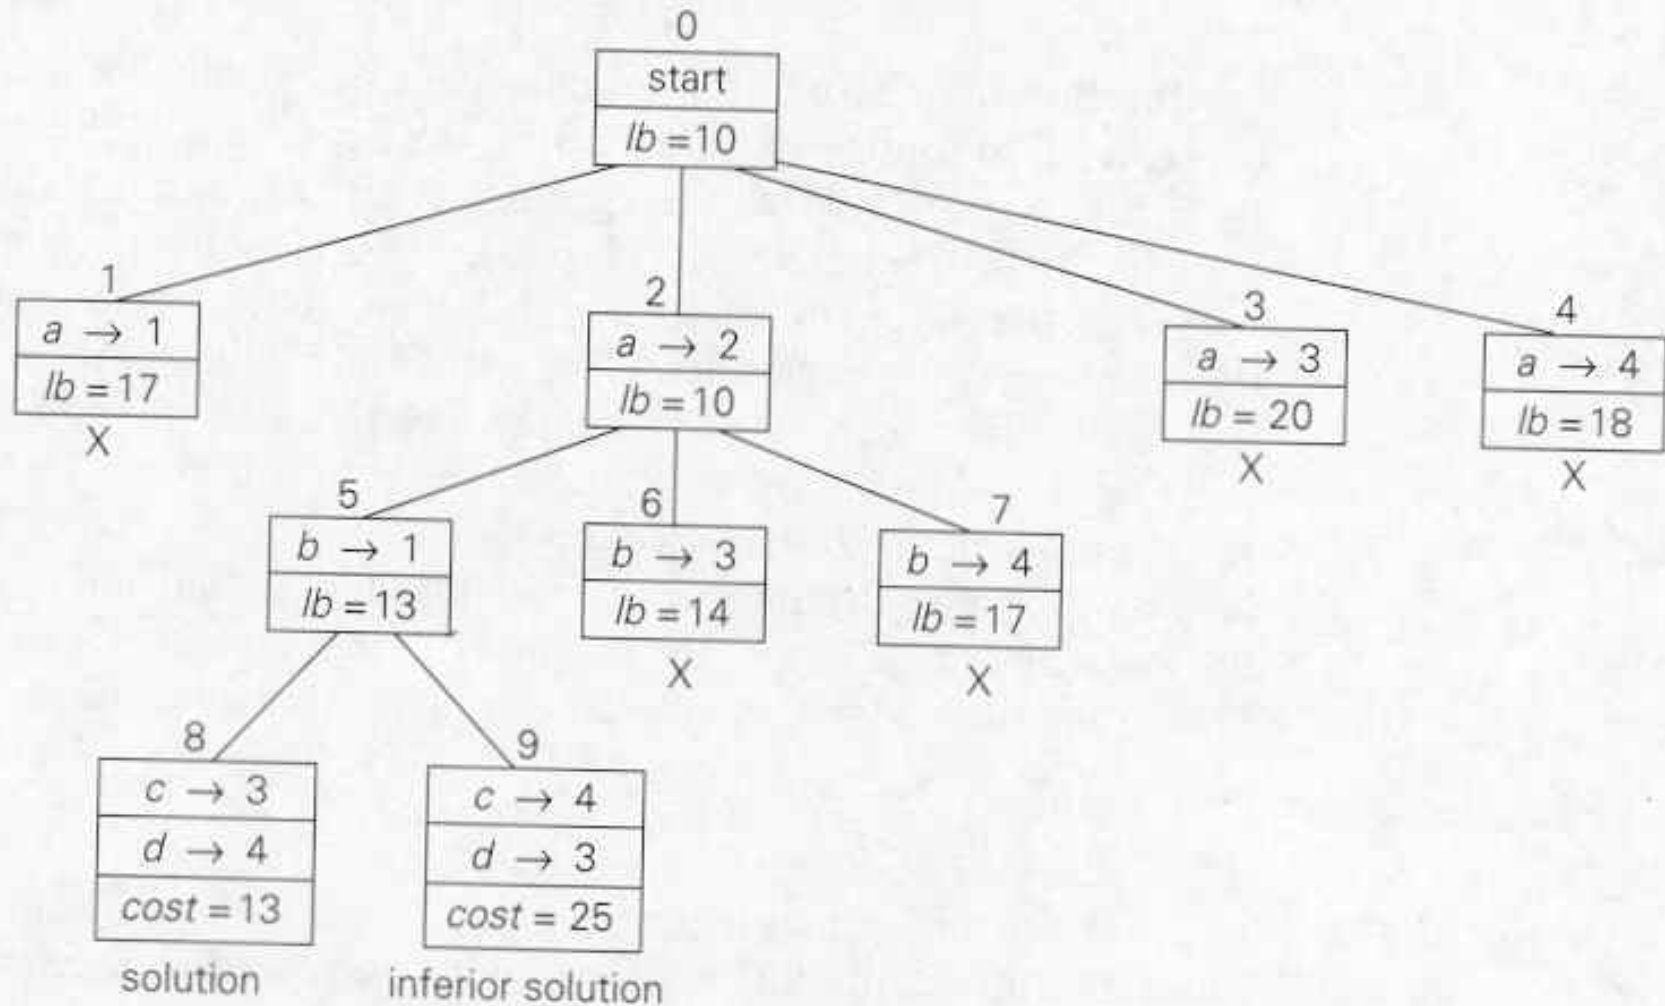 0
start
lb = 10
1
a → 1
lb = 17
X
2
a → 2
lb = 10
3
a → 3
lb = 20
X
4
a → 4
lb = 18
X
5
b → 1
lb = 13
6
b → 3
lb = 14
X
7
b → 4
lb = 17
X
8
c → 3
d → 4
cost = 13
solution
9
c → 4
d → 3
cost = 25
inferior solution